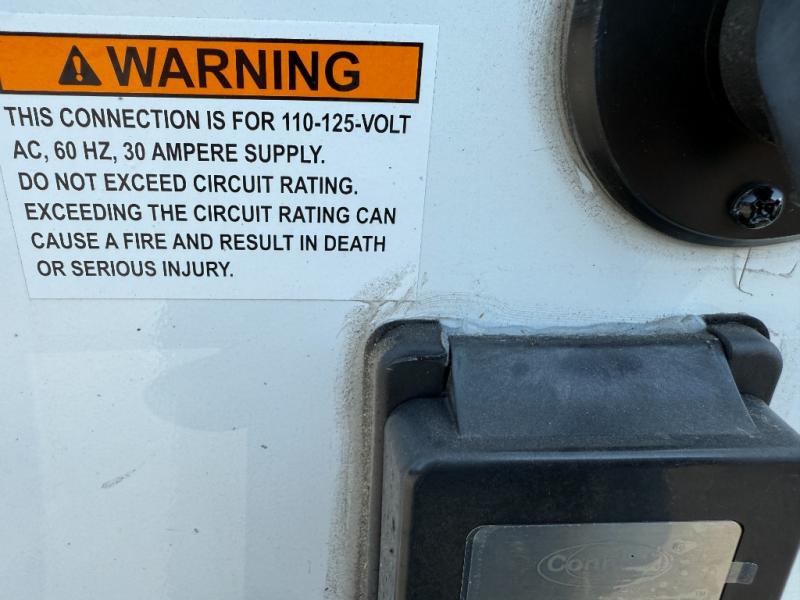 WARNING
THIS CONNECTION IS FOR 110-125-VOLT
AC, 60 HZ, 30 AMPERE SUPPLY.
DO NOT EXCEED CIRCUIT RATING.
EXCEEDING THE CIRCUIT RATING CAN
CAUSE A FIRE AND RESULT IN DEATH
OR SERIOUS INJURY.